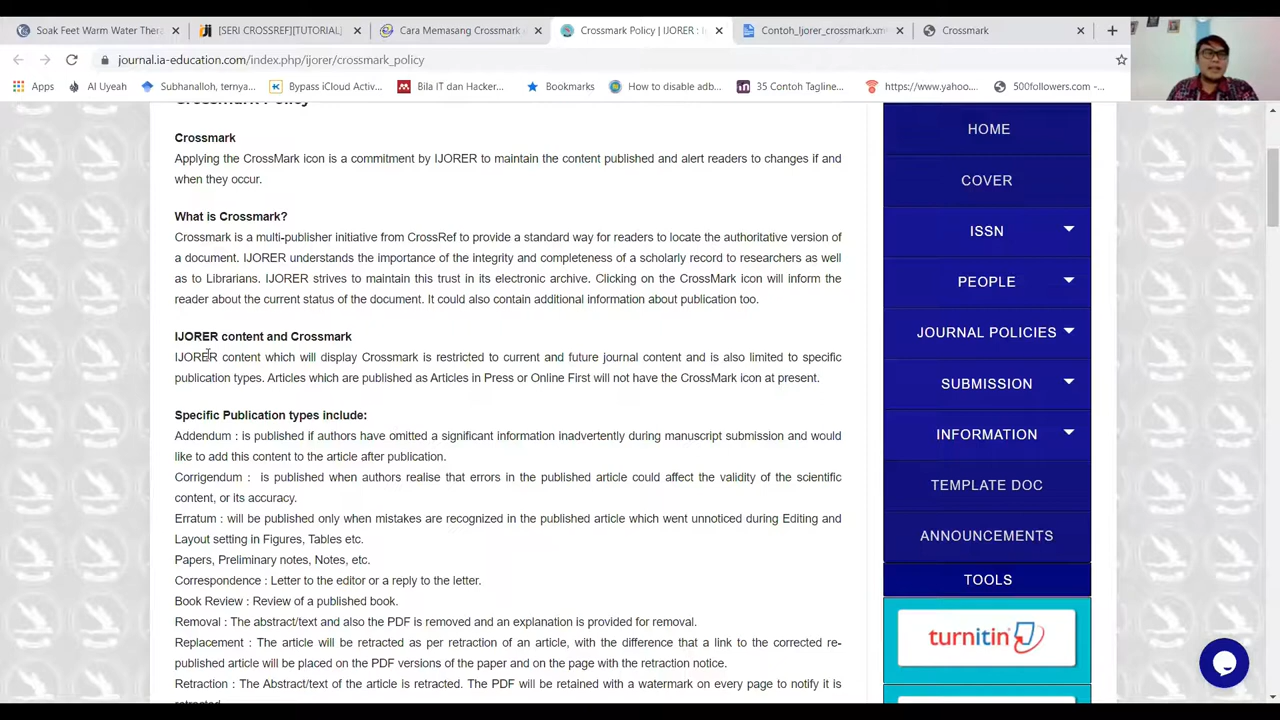 Soak Feet Warm Water Thera
[SERI CROSSREF][TUTORIAL]
Cara Memasang Crossmark
Crossmark Policy | IJORER : I
Contoh_Ijorer_crossmark.xm
Crossmark
journal.ia-education.com/index.php/ijorer/crossmark_policy
Apps
Al Uyeah
Subhanalloh, ternya...
Bypass iCloud Activ...
Bila IT dan Hacker...
Bookmarks
How to disable adb...
35 Contoh Tagline...
https://www.yahoo...
500followers.com -...
Crossmark Policy
Crossmark
Applying the CrossMark icon is a commitment by IJORER to maintain the content published and alert readers to changes if and
when they occur.
What is Crossmark?
Crossmark is a multi-publisher initiative from CrossRef to provide a standard way for readers to locate the authoritative version of
a document. IJORER understands the importance of the integrity and completeness of a scholarly record to researchers as well
as to Librarians. IJORER strives to maintain this trust in its electronic archive. Clicking on the CrossMark icon will inform the
reader about the current status of the document. It could also contain additional information about publication too.
IJORER content and Crossmark
IJORER content which will display Crossmark is restricted to current and future journal content and is also limited to specific
publication types. Articles which are published as Articles in Press or Online First will not have the CrossMark icon at present.
Specific Publication types include:
Addendum : is published if authors have omitted a significant information inadvertently during manuscript submission and would
like to add this content to the article after publication.
Corrigendum : is published when authors realise that errors in the published article could affect the validity of the scientific
content, or its accuracy.
Erratum : will be published only when mistakes are recognized in the published article which went unnoticed during Editing and
Layout setting in Figures, Tables etc.
Papers, Preliminary notes, Notes, etc.
Correspondence : Letter to the editor or a reply to the letter.
Book Review : Review of a published book.
Removal : The abstract/text and also the PDF is removed and an explanation is provided for removal.
Replacement : The article will be retracted as per retraction of an article, with the difference that a link to the corrected re-
published article will be placed on the PDF versions of the paper and on the page with the retraction notice.
Retraction : The Abstract/text of the article is retracted. The PDF will be retained with a watermark on every page to notify it is
retracted.
HOME
COVER
ISSN
PEOPLE
JOURNAL POLICIES
SUBMISSION
INFORMATION
TEMPLATE DOC
ANNOUNCEMENTS
TOOLS
turnitin